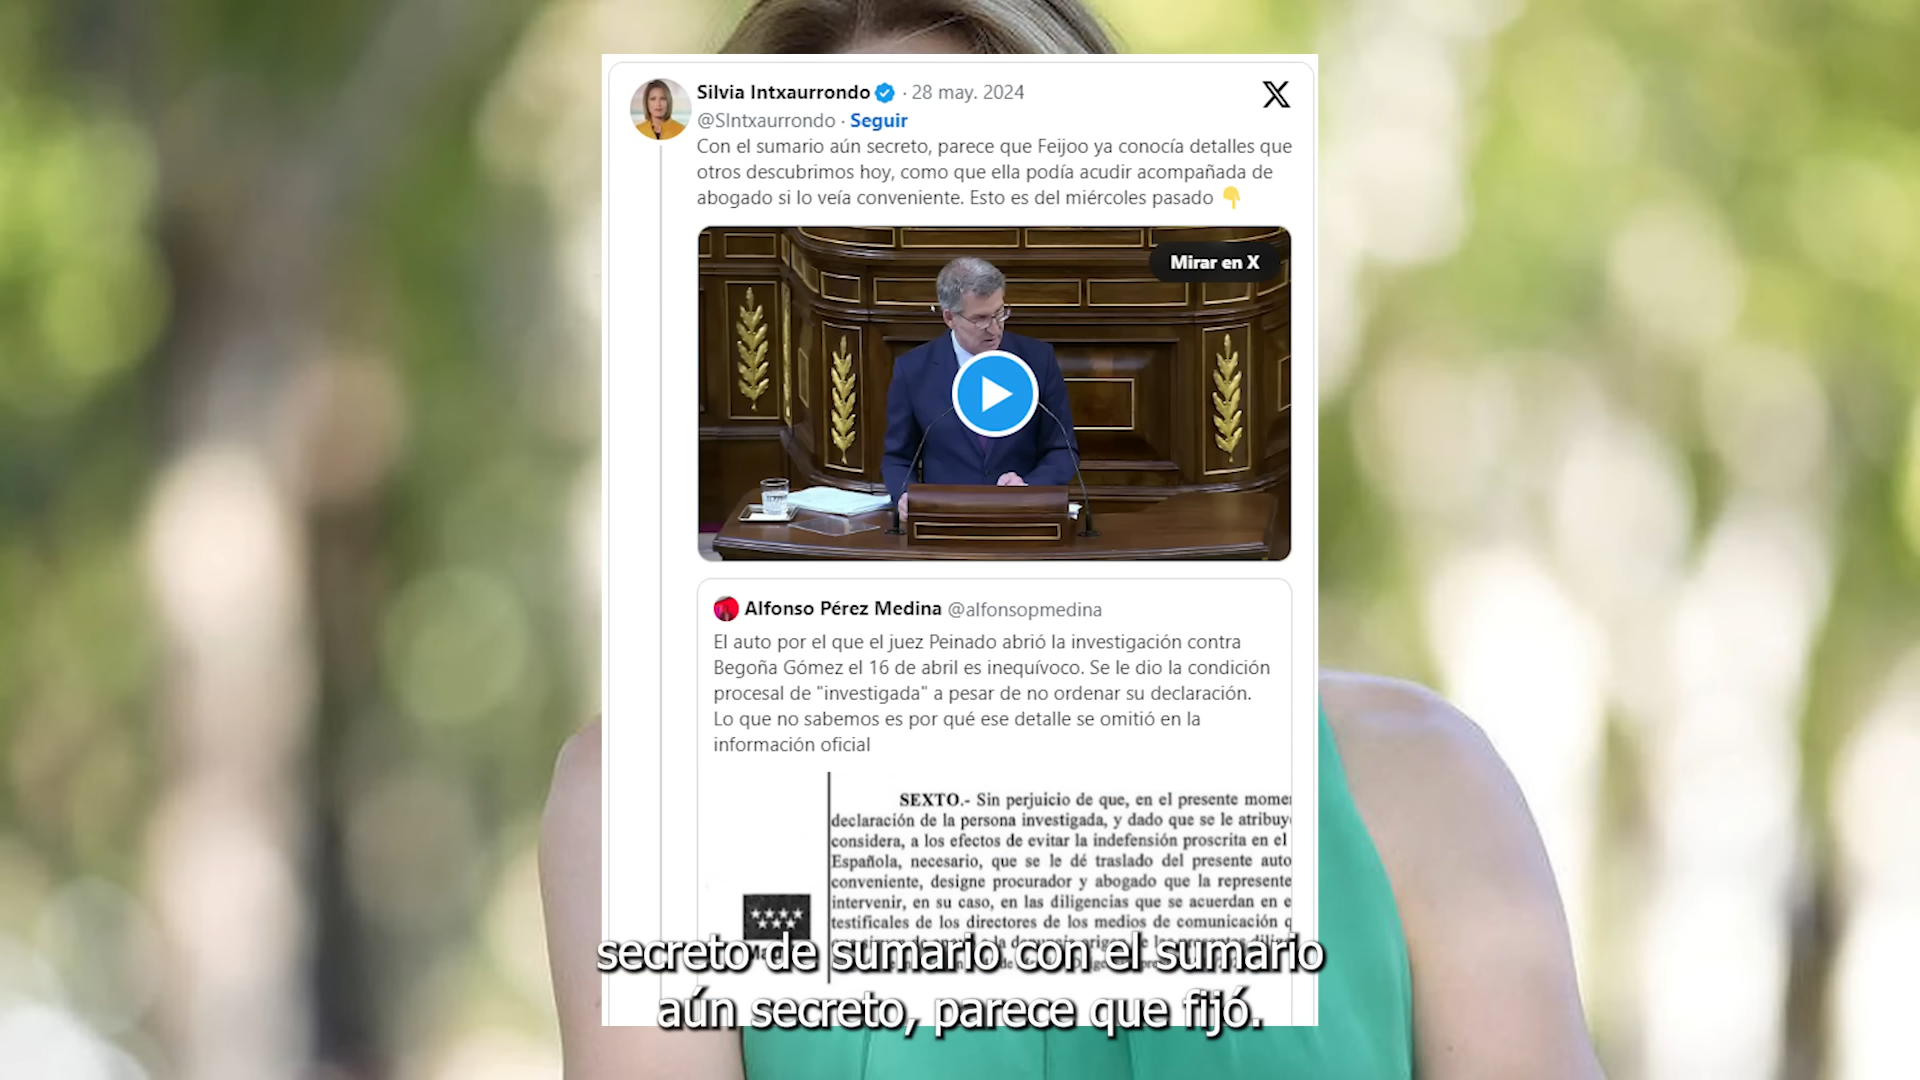 Silvia Intxaurrondo · 28 may. 2024
@SIntxaurrondo · Seguir
Con el sumario aún secreto, parece que Feijoo ya conocía detalles que
otros descubrimos hoy, como que ella podía acudir acompañada de
abogado si lo veía conveniente. Esto es del miércoles pasado 👇
Mirar en X
Alfonso Pérez Medina @alfonsopmedina
El auto por el que el juez Peinado abrió la investigación contra
Begoña Gómez el 16 de abril es inequívoco. Se le dio la condición
procesal de "investigada" a pesar de no ordenar su declaración.
Lo que no sabemos es por qué ese detalle se omitió en la
información oficial
SEXTO.- Sin perjuicio de que, en el presente
declaración de la persona investigada, y dado que se le
considera, a los efectos de evitar la indefensión proscrita en el
Española, necesario, que se le dé traslado del presente auto
conveniente, designe procurador y abogado que la represente
intervenir, en su caso, en las diligencias que se acuerdan en
testificales de los directores de los medios de comunicación
secreto de sumario con el sumario
aún secreto, parece que fijó.